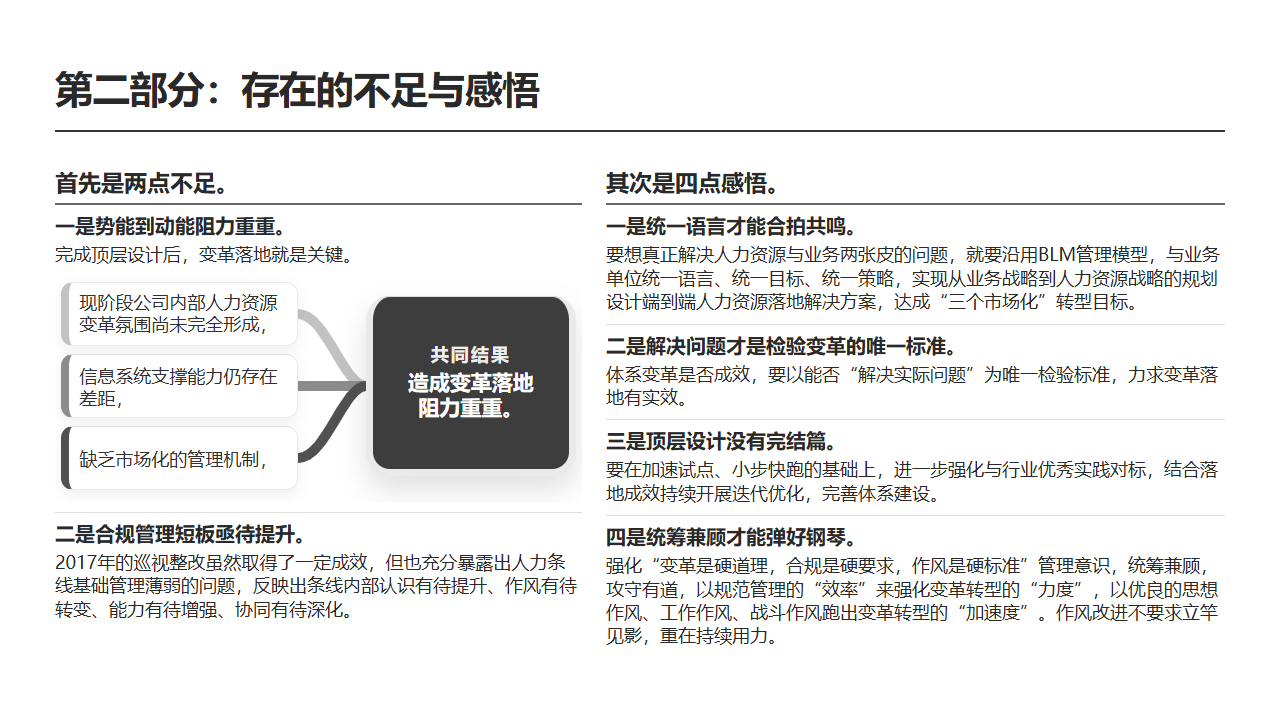 第二部分：存在的不足与感悟
首先是两点不足。
一是势能到动能阻力重重。
完成顶层设计后，变革落地就是关键。
现阶段公司内部人力资源
变革氛围尚未完全形成，
信息系统支撑能力仍存在
差距，
缺乏市场化的管理机制，
共同结果
造成变革落地
阻力重重。
二是合规管理短板亟待提升。
2017年的巡视整改虽然取得了一定成效，但也充分暴露出人力条
线基础管理薄弱的问题，反映出条线内部认识有待提升、作风有待
转变、能力有待增强、协同有待深化。
其次是四点感悟。
一是统一语言才能合拍共鸣。
要想真正解决人力资源与业务两张皮的问题，就要沿用BLM管理模型，与业务
单位统一语言、统一目标、统一策略，实现从业务战略到人力资源战略的规划
设计端到端人力资源落地解决方案，达成“三个市场化”转型目标。
二是解决问题才是检验变革的唯一标准。
体系变革是否成效，要以能否“解决实际问题”为唯一检验标准，力求变革落
地有实效。
三是顶层设计没有完结篇。
要在加速试点、小步快跑的基础上，进一步强化与行业优秀实践对标，结合落
地成效持续开展迭代优化，完善体系建设。
四是统筹兼顾才能弹好钢琴。
强化“变革是硬道理，合规是硬要求，作风是硬标准”管理意识，统筹兼顾，
攻守有道，以规范管理的“效率”来强化变革转型的“力度”，以优良的思想
作风、工作作风、战斗作风跑出变革转型的“加速度”。作风改进不要求立竿
见影，重在持续用力。